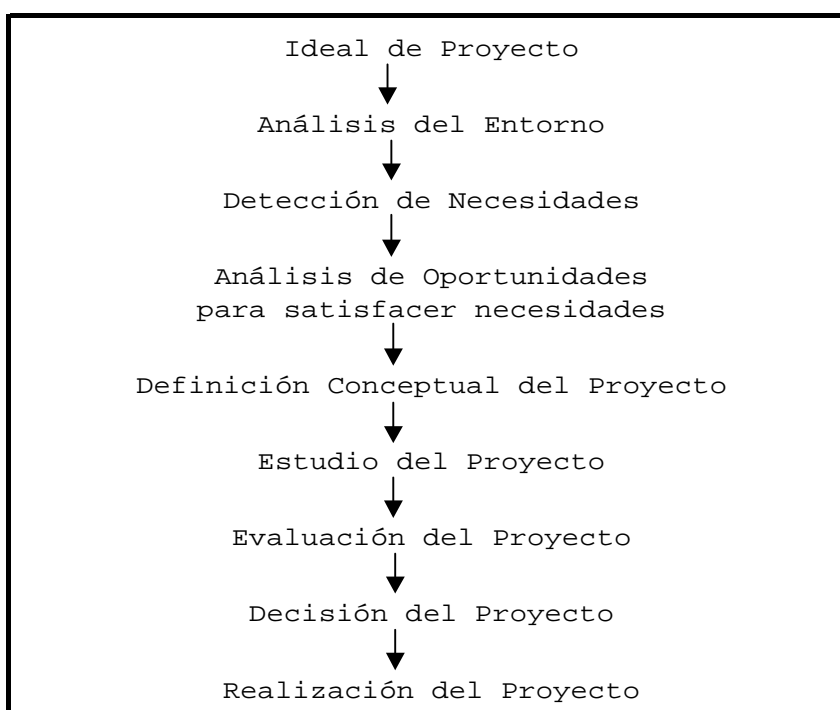 Ideal de Proyecto
Análisis del Entorno
Detección de Necesidades
Análisis de Oportunidades
para satisfacer necesidades
Definición Conceptual del Proyecto
Estudio del Proyecto
Evaluación del Proyecto
Decisión del Proyecto
Realización del Proyecto